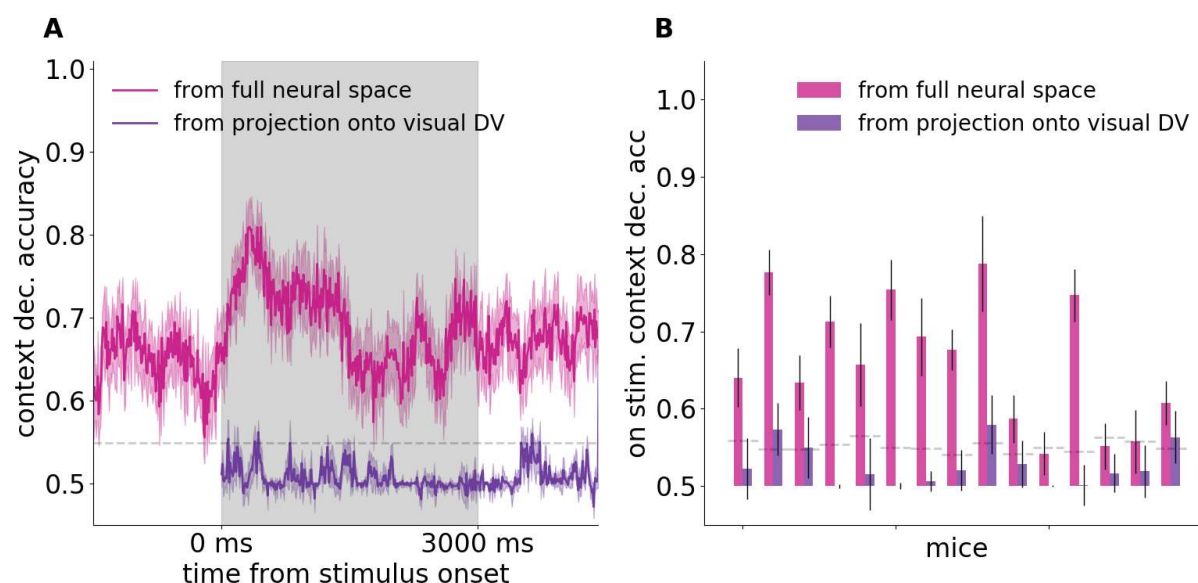 A
1.0
0.9
0.8
0.7
0.6
0.5
context dec. accuracy
from full neural space
from projection onto visual DV
0 ms
3000 ms
time from stimulus onset
B
1.0
0.9
0.8
0.7
0.6
0.5
on stim. context dec. acc
from full neural space
from projection onto visual DV
mice